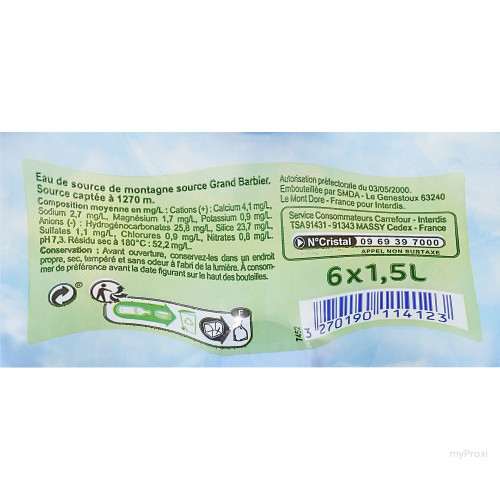 Eau de source de montagne source Grand Barbier.
Source captée à 1270 m.
Composition moyenne en mg/L : Cations (+) : Calcium 4,1 mg/L,
Sodium 2,7 mg/L, Magnésium 1,7 mg/L, Potassium 0,9 mg/L
Anions (-) : Hydrogénocarbonates 25,8 mg/L, Silice 23,7 mg/L,
Sulfates 1,1 mg/L, Chlorures 0,9 mg/L, Nitrates 0,8 mg/L.
pH 7,3. Résidu sec à 180°C : 52,2 mg/L.
Conservation : Avant ouverture, conservez-les dans un endroit
propre, sec, tempéré et sans odeur à l'abri de la lumière. A consom-
mer de préférence avant la date figurant sur le haut des bouteilles.
Autorisation préfectorale du 03/05/2000.
Embouteillée par SMDA - Le Genestoux 63240
Le Mont Dore - France pour Interdis.
Service Consommateurs Carrefour - Interdis
TSA91431 - 91343 MASSY Cedex - France
N°Cristal 09 69 39 7000
APPEL NON SURTAXE
6x1,5L
7452
3 270190 114123
myProxi